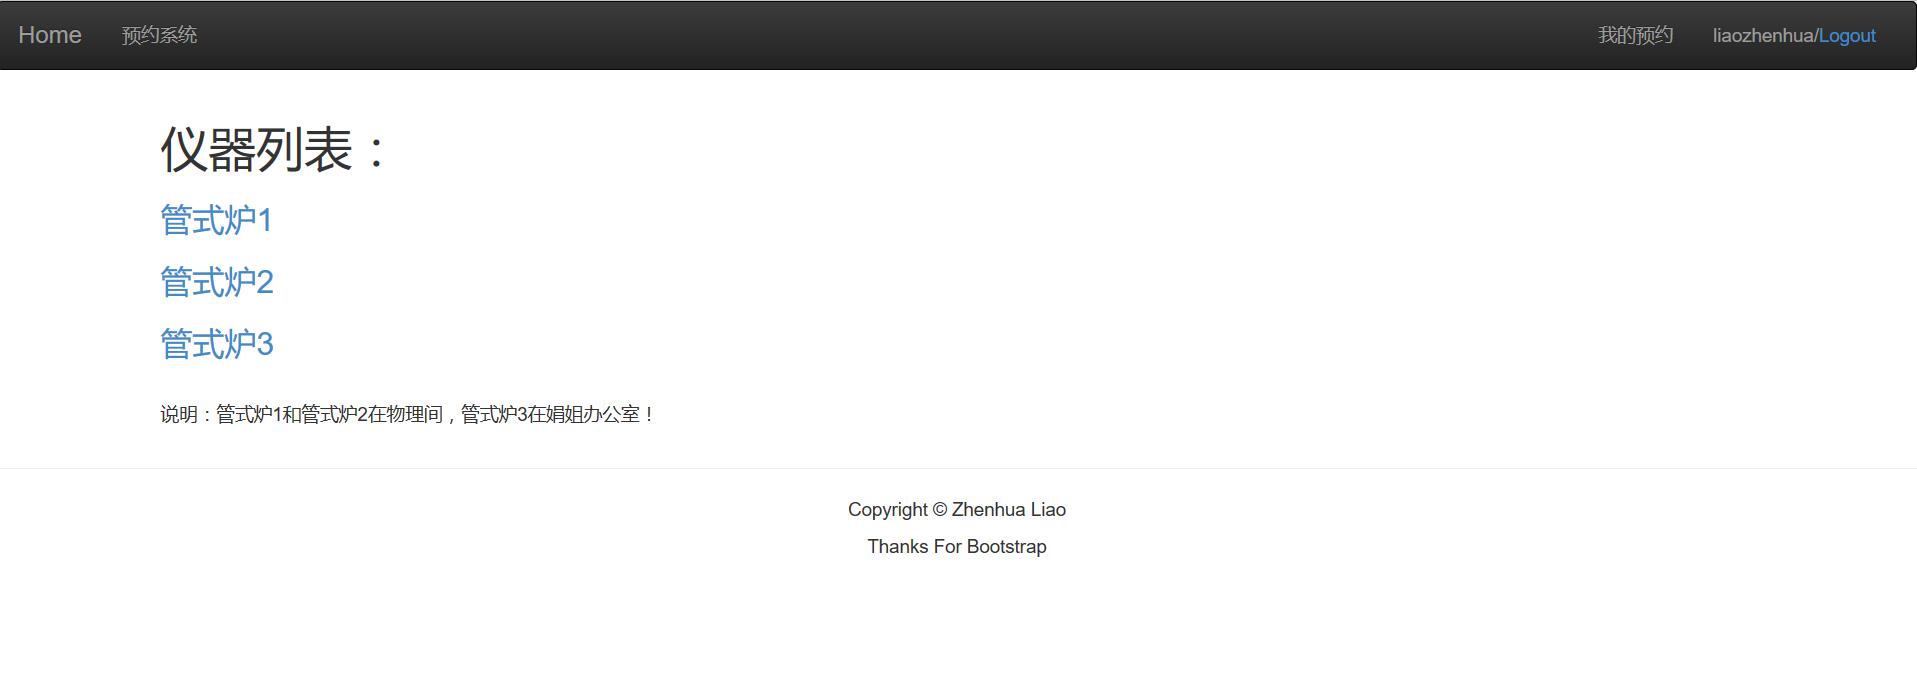 Home 预约系统 我的预约 liaozhenhua/Logout
仪器列表：
管式炉1
管式炉2
管式炉3
说明：管式炉1和管式炉2在物理间，管式炉3在娟姐办公室！
Copyright © Zhenhua Liao
Thanks For Bootstrap